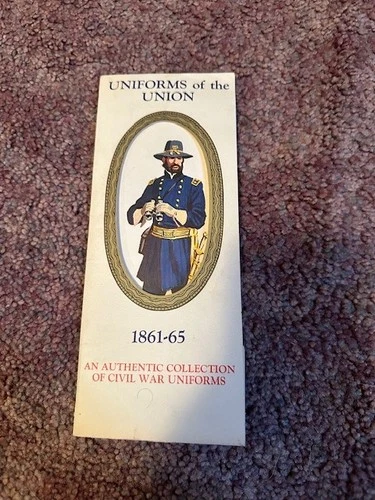 UNIFORMS of the
UNION
1861-65
AN AUTHENTIC COLLECTION
OF CIVIL WAR UNIFORMS